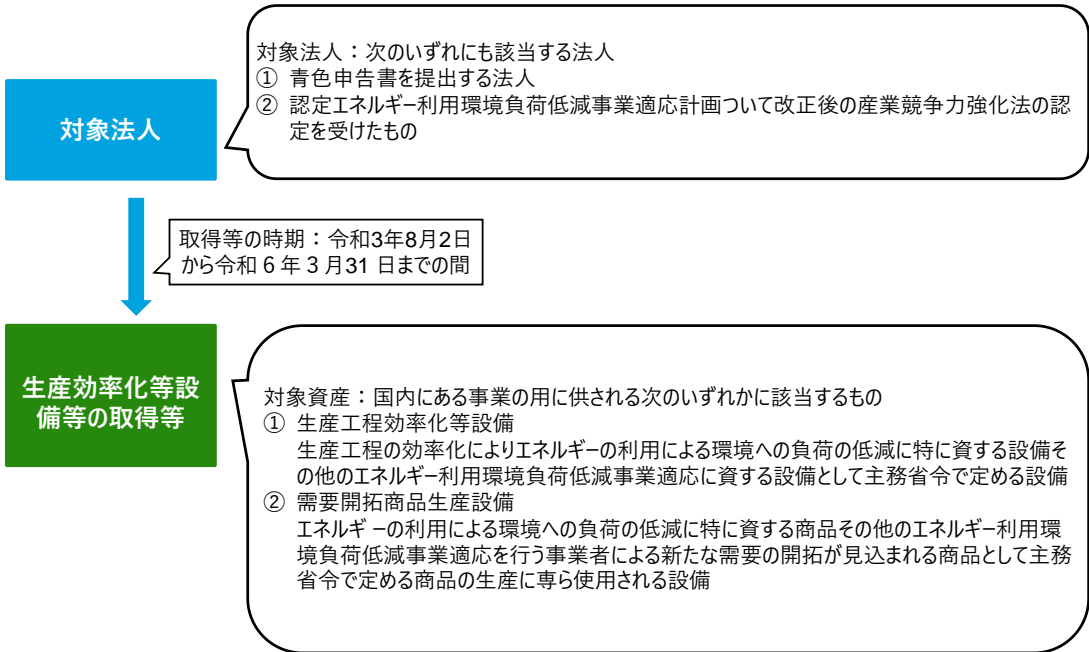 対象法人：次のいずれにも該当する法人
① 青色申告書を提出する法人
② 認定エネルギー利用環境負荷低減事業適応計画ついて改正後の産業競争力強化法の認
定を受けたもの
対象法人
取得等の時期：令和3年8月2日
から令和６年３月31 日までの間
生産効率化等設
備等の取得等
対象資産：国内にある事業の用に供される次のいずれかに該当するもの
① 生産工程効率化等設備
生産工程の効率化によりエネルギーの利用による環境への負荷の低減に特に資する設備そ
の他のエネルギー利用環境負荷低減事業適応に資する設備として主務省令で定める設備
② 需要開拓商品生産設備
エネルギーの利用による環境への負荷の低減に特に資する商品その他のエネルギー利用環
境負荷低減事業適応を行う事業者による新たな需要の開拓が見込まれる商品として主務
省令で定める商品の生産に専ら使用される設備